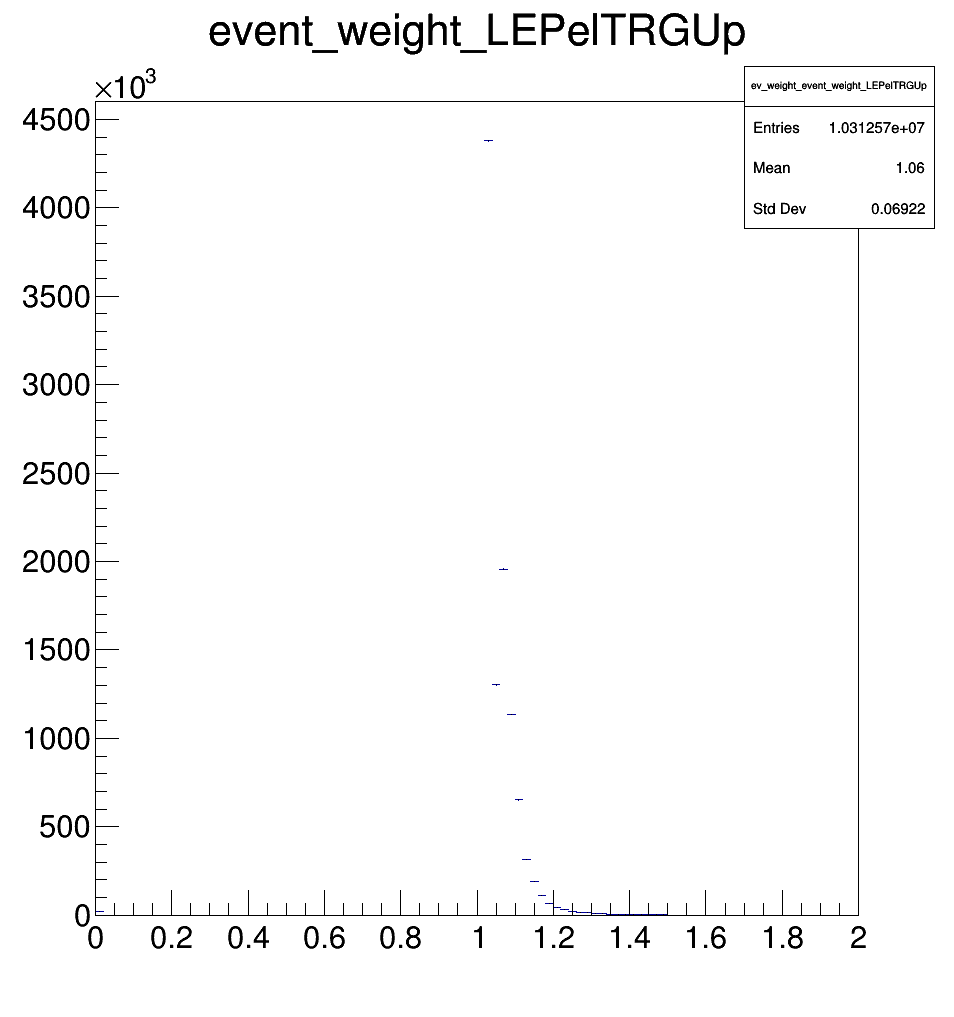 event_weight_LEPelTRGUp
×10³
ev_weight_event_weight_LEPelTRGUp
Entries 1.031257e+07
Mean 1.06
Std Dev 0.06922
4500
4000
3500
3000
2500
2000
1500
1000
500
0
0 0.2 0.4 0.6 0.8 1 1.2 1.4 1.6 1.8 2